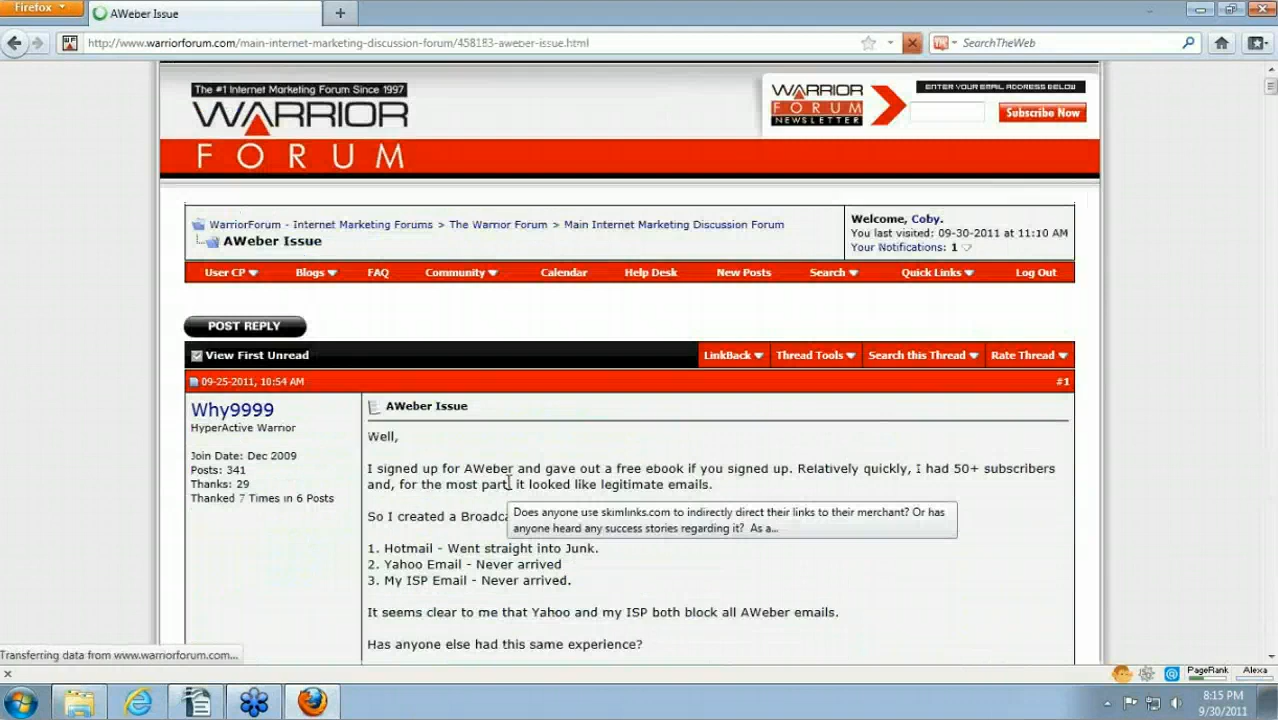 Firefox
AWeber Issue
http://www.warriorforum.com/main-internet-marketing-discussion-forum/458183-aweber-issue.html
SearchTheWeb
The #1 Internet Marketing Forum Since 1997
WARRIOR
FORUM
WARRIOR
FORUM
NEWSLETTER
ENTER YOUR EMAIL ADDRESS BELOW
Subscribe Now
WarriorForum - Internet Marketing Forums > The Warrior Forum > Main Internet Marketing Discussion Forum
AWeber Issue
Welcome, Coby.
You last visited: 09-30-2011 at 11:10 AM
Your Notifications: 1
User CP Blogs FAQ Community Calendar Help Desk New Posts Search Quick Links Log Out
POST REPLY
View First Unread
LinkBack Thread Tools Search this Thread Rate Thread
09-25-2011, 10:54 AM
#1
Why9999
HyperActive Warrior
Join Date: Dec 2009
Posts: 341
Thanks: 29
Thanked 7 Times in 6 Posts
AWeber Issue
Well,
I signed up for AWeber and gave out a free ebook if you signed up. Relatively quickly, I had 50+ subscribers
and, for the most part, it looked like legitimate emails.
So I created a Broadca
Does anyone use skimlinks.com to indirectly direct their links to their merchant? Or has
anyone heard any success stories regarding it? As a...
1. Hotmail - Went straight into Junk.
2. Yahoo Email - Never arrived
3. My ISP Email - Never arrived.
It seems clear to me that Yahoo and my ISP both block all AWeber emails.
Has anyone else had this same experience?
Transferring data from www.warriorforum.com...
PageRank
Alexa
8:15 PM
9/30/2011